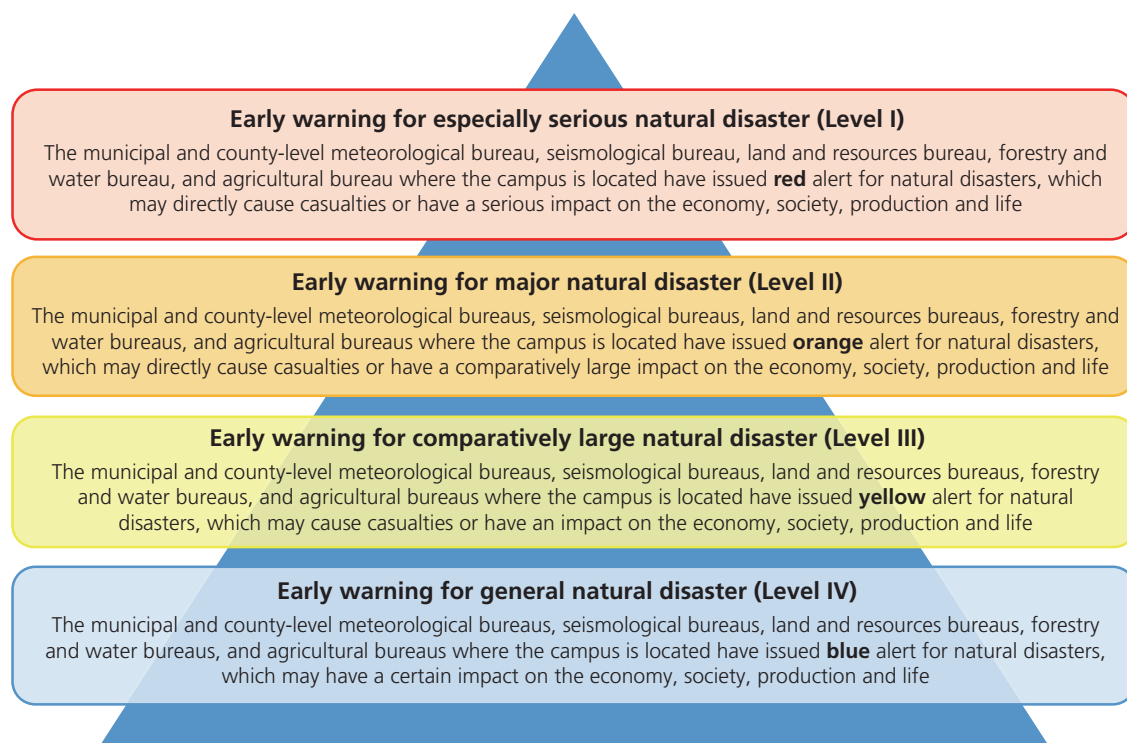 Early warning for especially serious natural disaster (Level I)
The municipal and county-level meteorological bureau, seismological bureau, land and resources bureau, forestry and
water bureau, and agricultural bureau where the campus is located have issued red alert for natural disasters, which
may directly cause casualties or have a serious impact on the economy, society, production and life
Early warning for major natural disaster (Level II)
The municipal and county-level meteorological bureaus, seismological bureaus, land and resources bureaus, forestry and
water bureaus, and agricultural bureaus where the campus is located have issued orange alert for natural disasters,
which may directly cause casualties or have a comparatively large impact on the economy, society, production and life
Early warning for comparatively large natural disaster (Level III)
The municipal and county-level meteorological bureaus, seismological bureaus, land and resources bureaus, forestry
and water bureaus, and agricultural bureaus where the campus is located have issued yellow alert for natural
disasters, which may cause casualties or have an impact on the economy, society, production and life
Early warning for general natural disaster (Level IV)
The municipal and county-level meteorological bureaus, seismological bureaus, land and resources bureaus, forestry
and water bureaus, and agricultural bureaus where the campus is located have issued blue alert for natural disasters,
which may have a certain impact on the economy, society, production and life